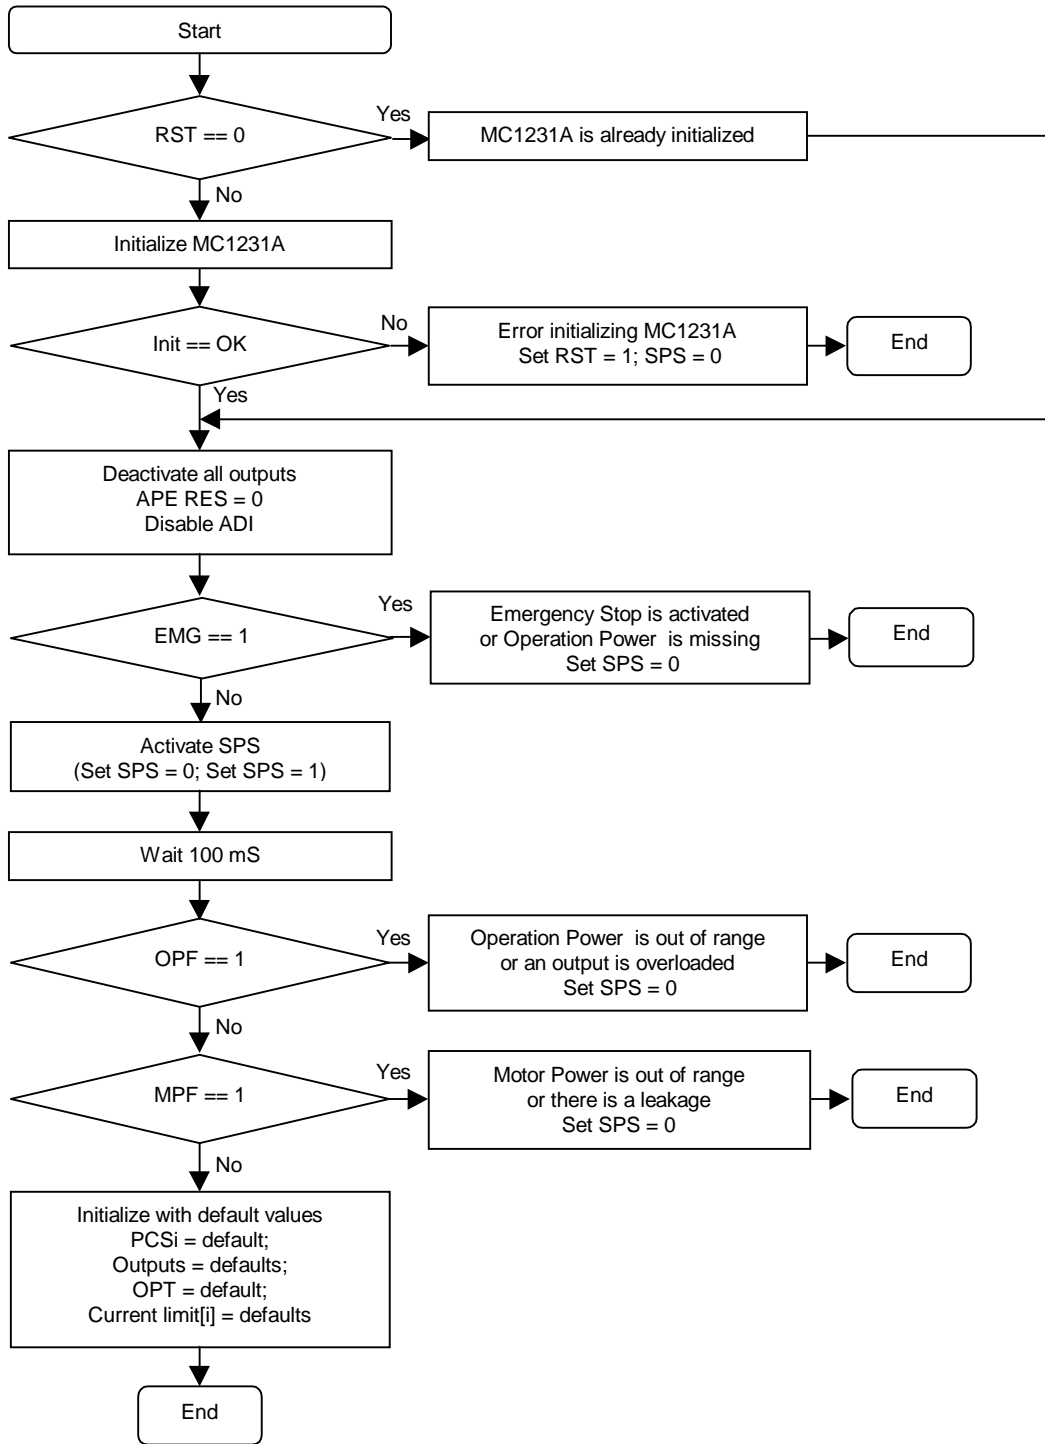 Start
RST == 0
Yes
MC1231A is already initialized
No
Initialize MC1231A
Init == OK
No
Error initializing MC1231A
Set RST = 1; SPS = 0
End
Yes
Deactivate all outputs
APE RES = 0
Disable ADI
EMG == 1
Yes
Emergency Stop is activated
or Operation Power is missing
Set SPS = 0
End
No
Activate SPS
(Set SPS = 0; Set SPS = 1)
Wait 100 mS
OPF == 1
Yes
Operation Power is out of range
or an output is overloaded
Set SPS = 0
End
No
MPF == 1
Yes
Motor Power is out of range
or there is a leakage
Set SPS = 0
End
No
Initialize with default values
PCSi = default;
Outputs = defaults;
OPT = default;
Current limit[i] = defaults
End